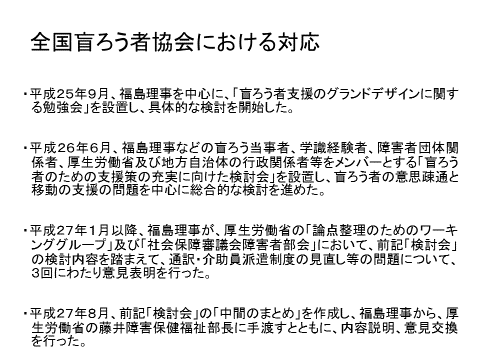 全国盲ろう者協会における対応
・平成25年9月、福島理事を中心に、「盲ろう者支援のグランドデザインに関す
る勉強会」を設置し、具体的な検討を開始した。
・平成26年6月、福島理事などの盲ろう当事者、学識経験者、障害者団体関
係者、厚生労働省及び地方自治体の行政関係者等をメンバーとする「盲ろう
者のための支援策の充実に向けた検討会」を設置し、盲ろう者の意思疎通と
移動の支援の問題を中心に総合的な検討を進めた。
・平成27年1月以降、福島理事が、厚生労働省の「論点整理のためのワーキ
ンググループ」及び「社会保障審議会障害者部会」において、前記「検討会」
の検討内容を踏まえて、通訳・介助員派遣制度の見直し等の問題について、
3回にわたり意見表明を行った。
・平成27年8月、前記「検討会」の「中間のまとめ」を作成し、福島理事から、厚
生労働省の藤井障害保健福祉部長に手渡すとともに、内容説明、意見交換
を行った。